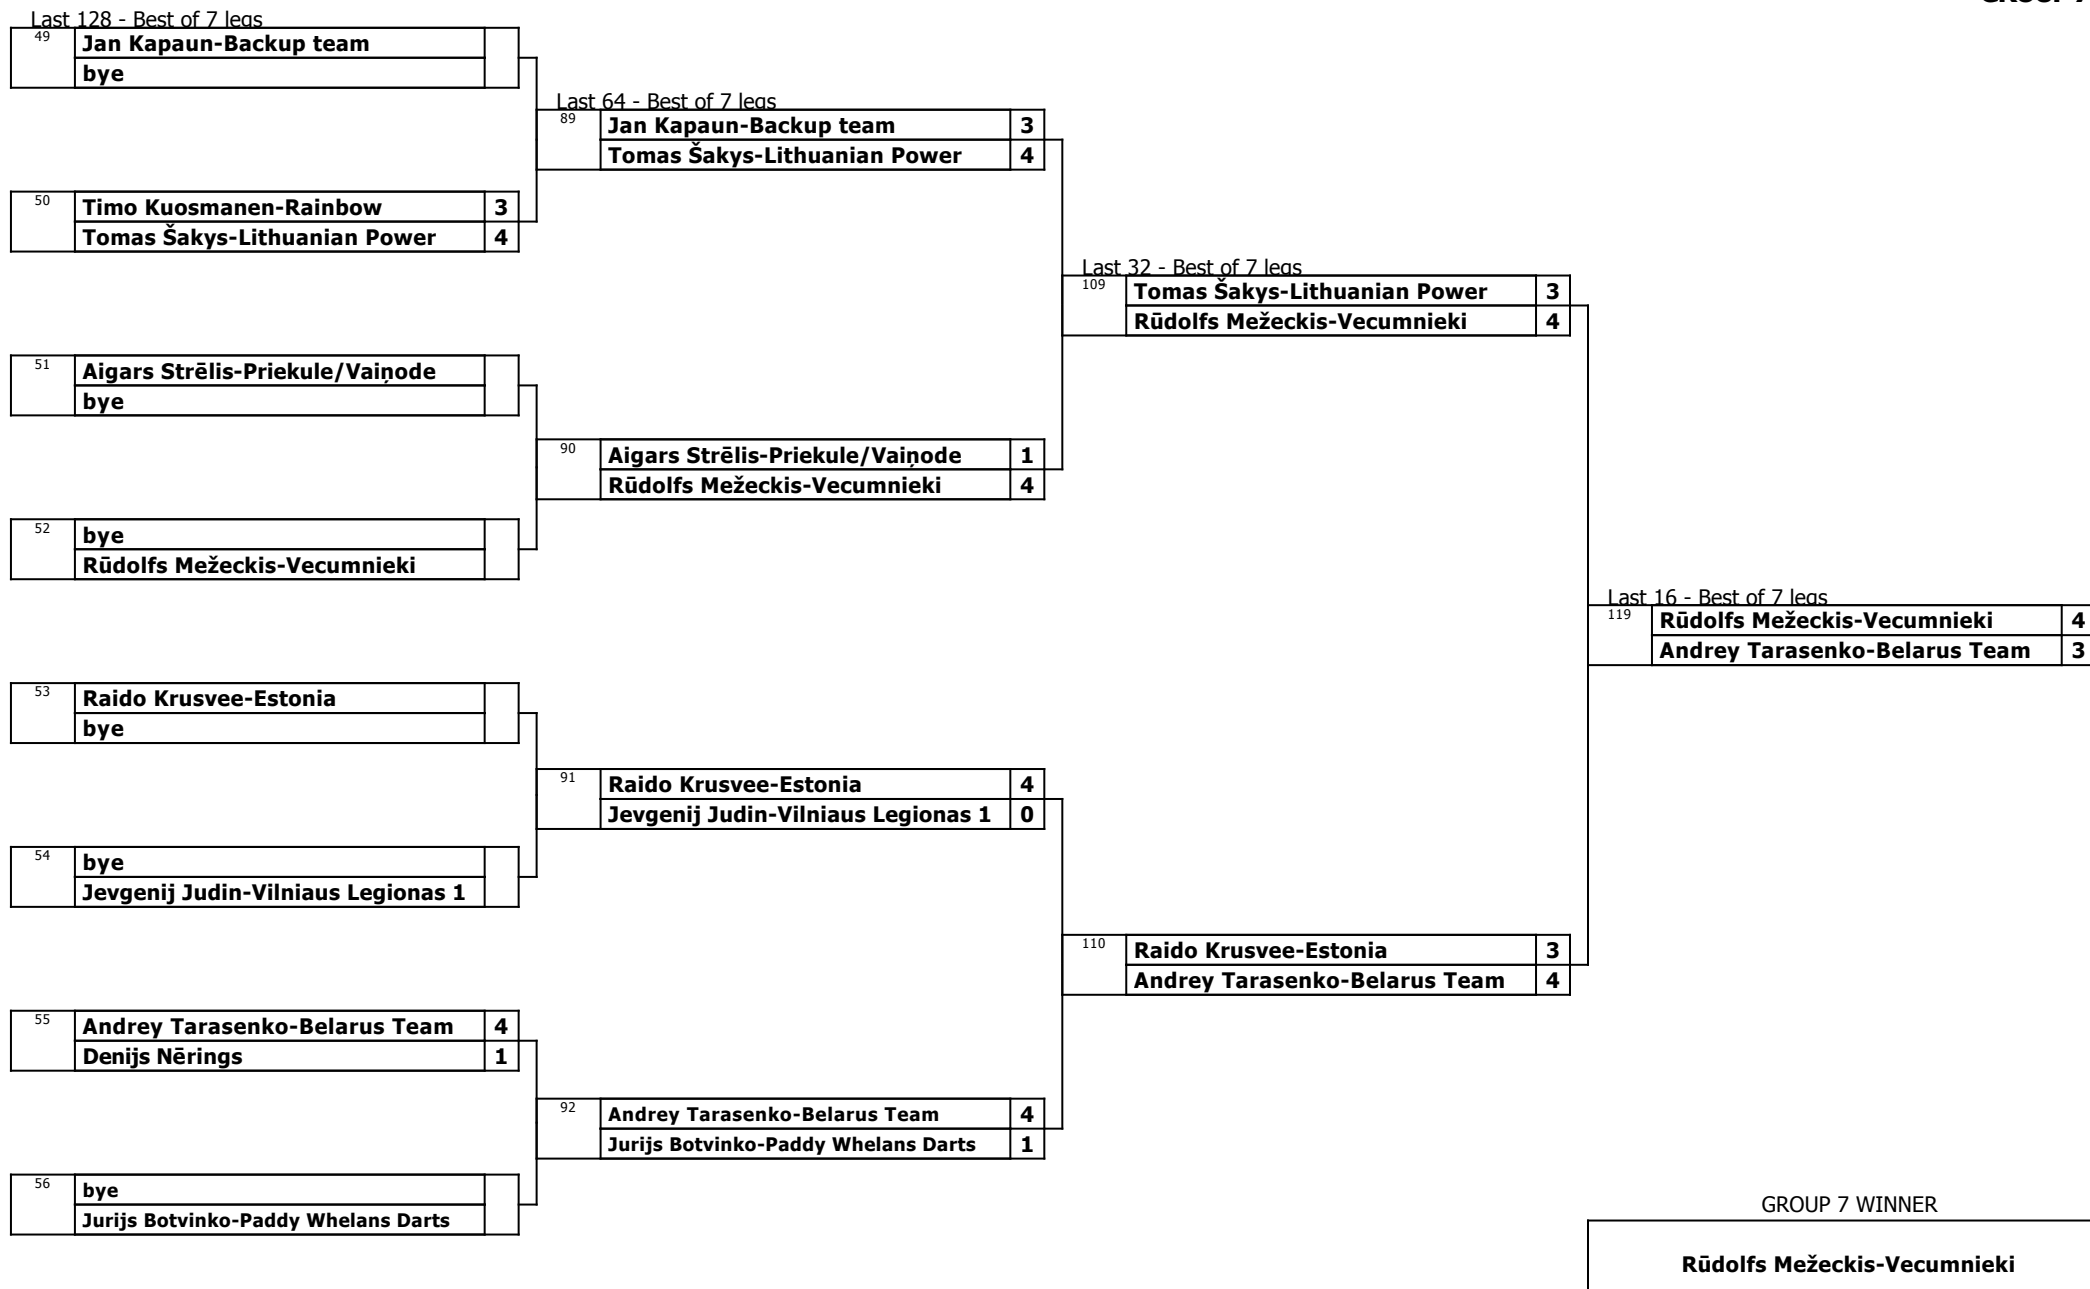 GROUP 7
Last 128 - Best of 7 legs
49
Jan Kapaun-Backup team
bye
Last 64 - Best of 7 legs
89
Jan Kapaun-Backup team 3
Tomas Šakys-Lithuanian Power 4
50
Timo Kuosmanen-Rainbow 3
Tomas Šakys-Lithuanian Power 4
Last 32 - Best of 7 legs
109
Tomas Šakys-Lithuanian Power 3
Rūdolfs Mežeckis-Vecumnieki 4
51
Aigars Strēlis-Priekule/Vaiņode
bye
90
Aigars Strēlis-Priekule/Vaiņode 1
Rūdolfs Mežeckis-Vecumnieki 4
52
bye
Rūdolfs Mežeckis-Vecumnieki
Last 16 - Best of 7 legs
119
Rūdolfs Mežeckis-Vecumnieki 4
Andrey Tarasenko-Belarus Team 3
53
Raido Krusvee-Estonia
bye
91
Raido Krusvee-Estonia 4
Jevgenij Judin-Vilniaus Legionas 1 0
54
bye
Jevgenij Judin-Vilniaus Legionas 1
110
Raido Krusvee-Estonia 3
Andrey Tarasenko-Belarus Team 4
55
Andrey Tarasenko-Belarus Team 4
Denijs Nērings 1
92
Andrey Tarasenko-Belarus Team 4
Jurijs Botvinko-Paddy Whelans Darts 1
56
bye
Jurijs Botvinko-Paddy Whelans Darts
GROUP 7 WINNER
Rūdolfs Mežeckis-Vecumnieki